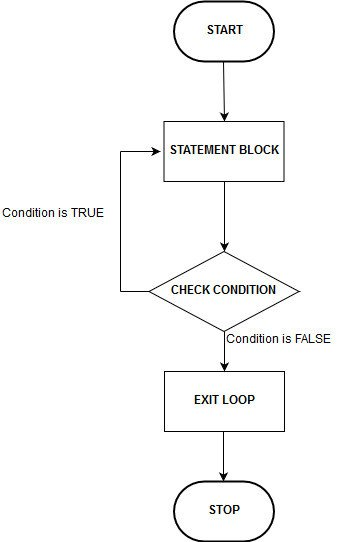 START
STATEMENT BLOCK
Condition is TRUE
CHECK CONDITION
Condition is FALSE
EXIT LOOP
STOP